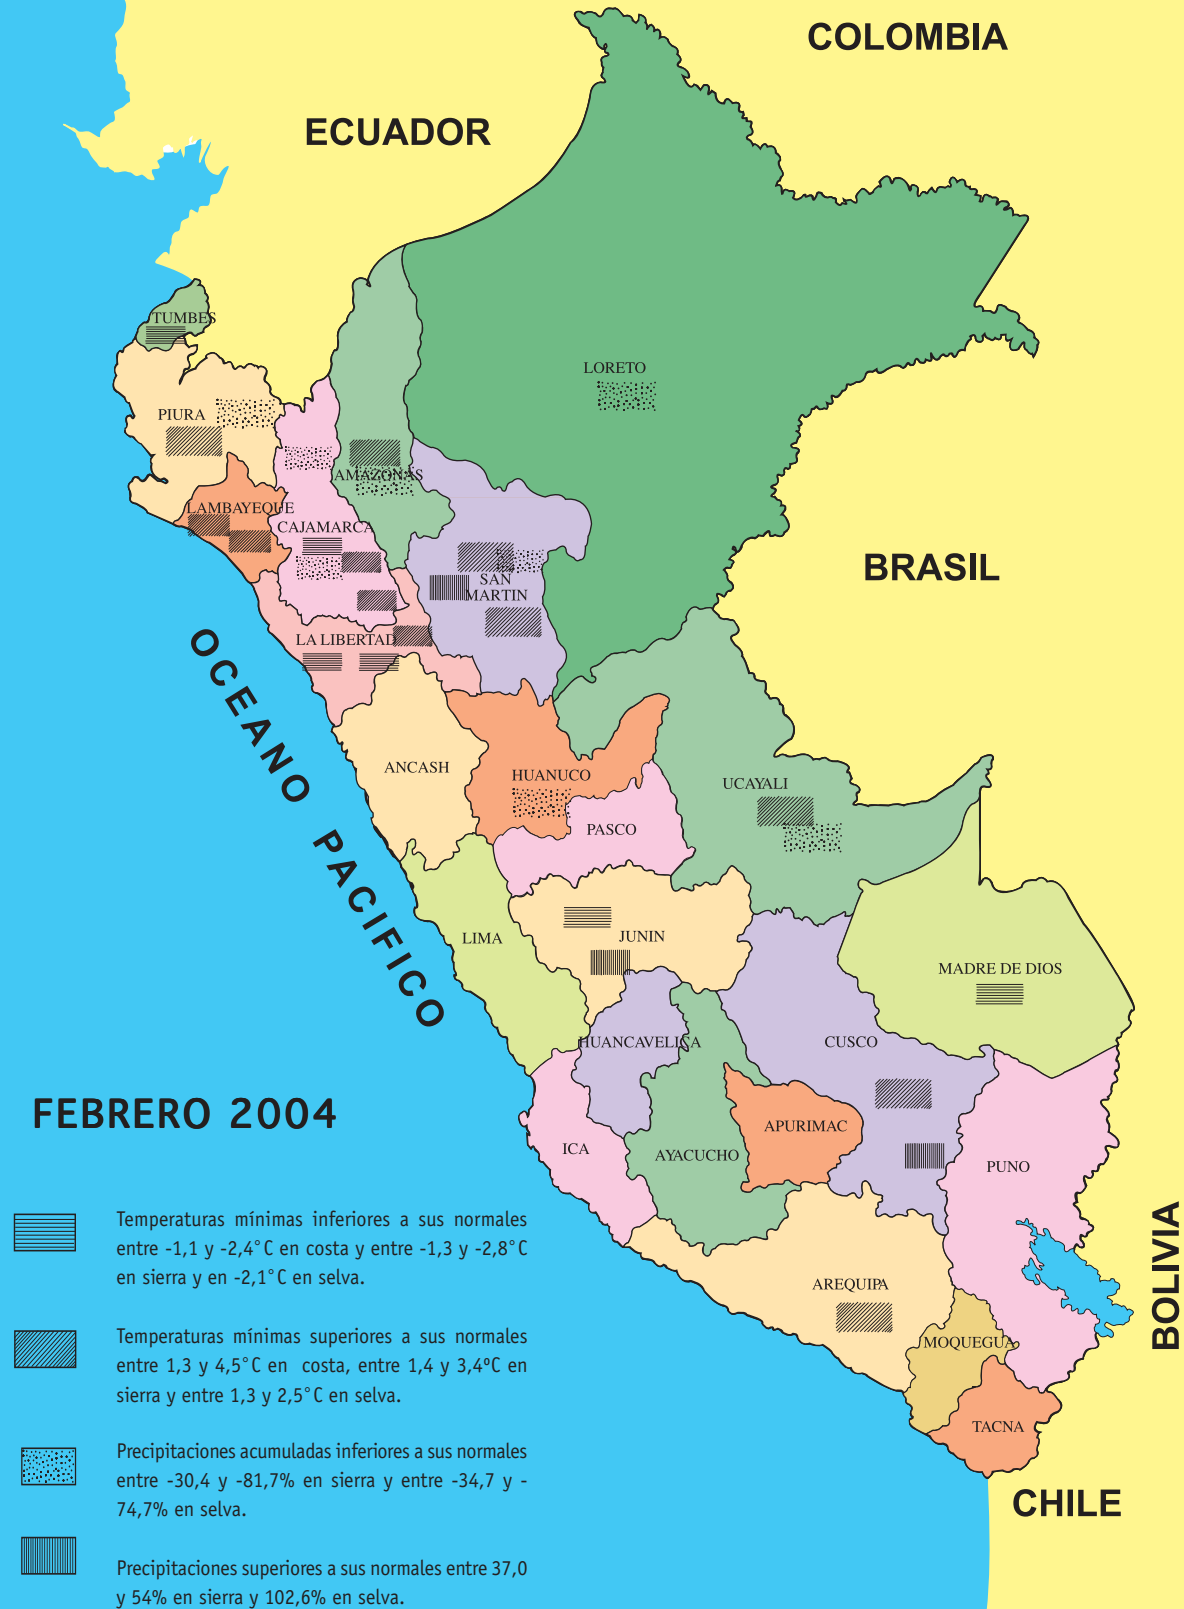 COLOMBIA
ECUADOR
TUMBES
LORETO
PIURA
AMAZONAS
LAMBAYEQUE
CAJAMARCA
BRASIL
SAN
MARTIN
LA LIBERTAD
OCEANO PACIFICO
ANCASH
HUANUCO
UCAYALI
PASCO
LIMA
JUNIN
MADRE DE DIOS
HUANCAVELICA
CUSCO
FEBRERO 2004
APURIMAC
ICA
AYACUCHO
PUNO
BOLIVIA
AREQUIPA
MOQUEGUA
TACNA
CHILE
Temperaturas mínimas inferiores a sus normales
entre -1,1 y -2,4°C en costa y entre -1,3 y -2,8°C
en sierra y en -2,1°C en selva.
Temperaturas mínimas superiores a sus normales
entre 1,3 y 4,5°C en costa, entre 1,4 y 3,4ºC en
sierra y entre 1,3 y 2,5°C en selva.
Precipitaciones acumuladas inferiores a sus normales
entre -30,4 y -81,7% en sierra y entre -34,7 y -
74,7% en selva.
Precipitaciones superiores a sus normales entre 37,0
y 54% en sierra y 102,6% en selva.